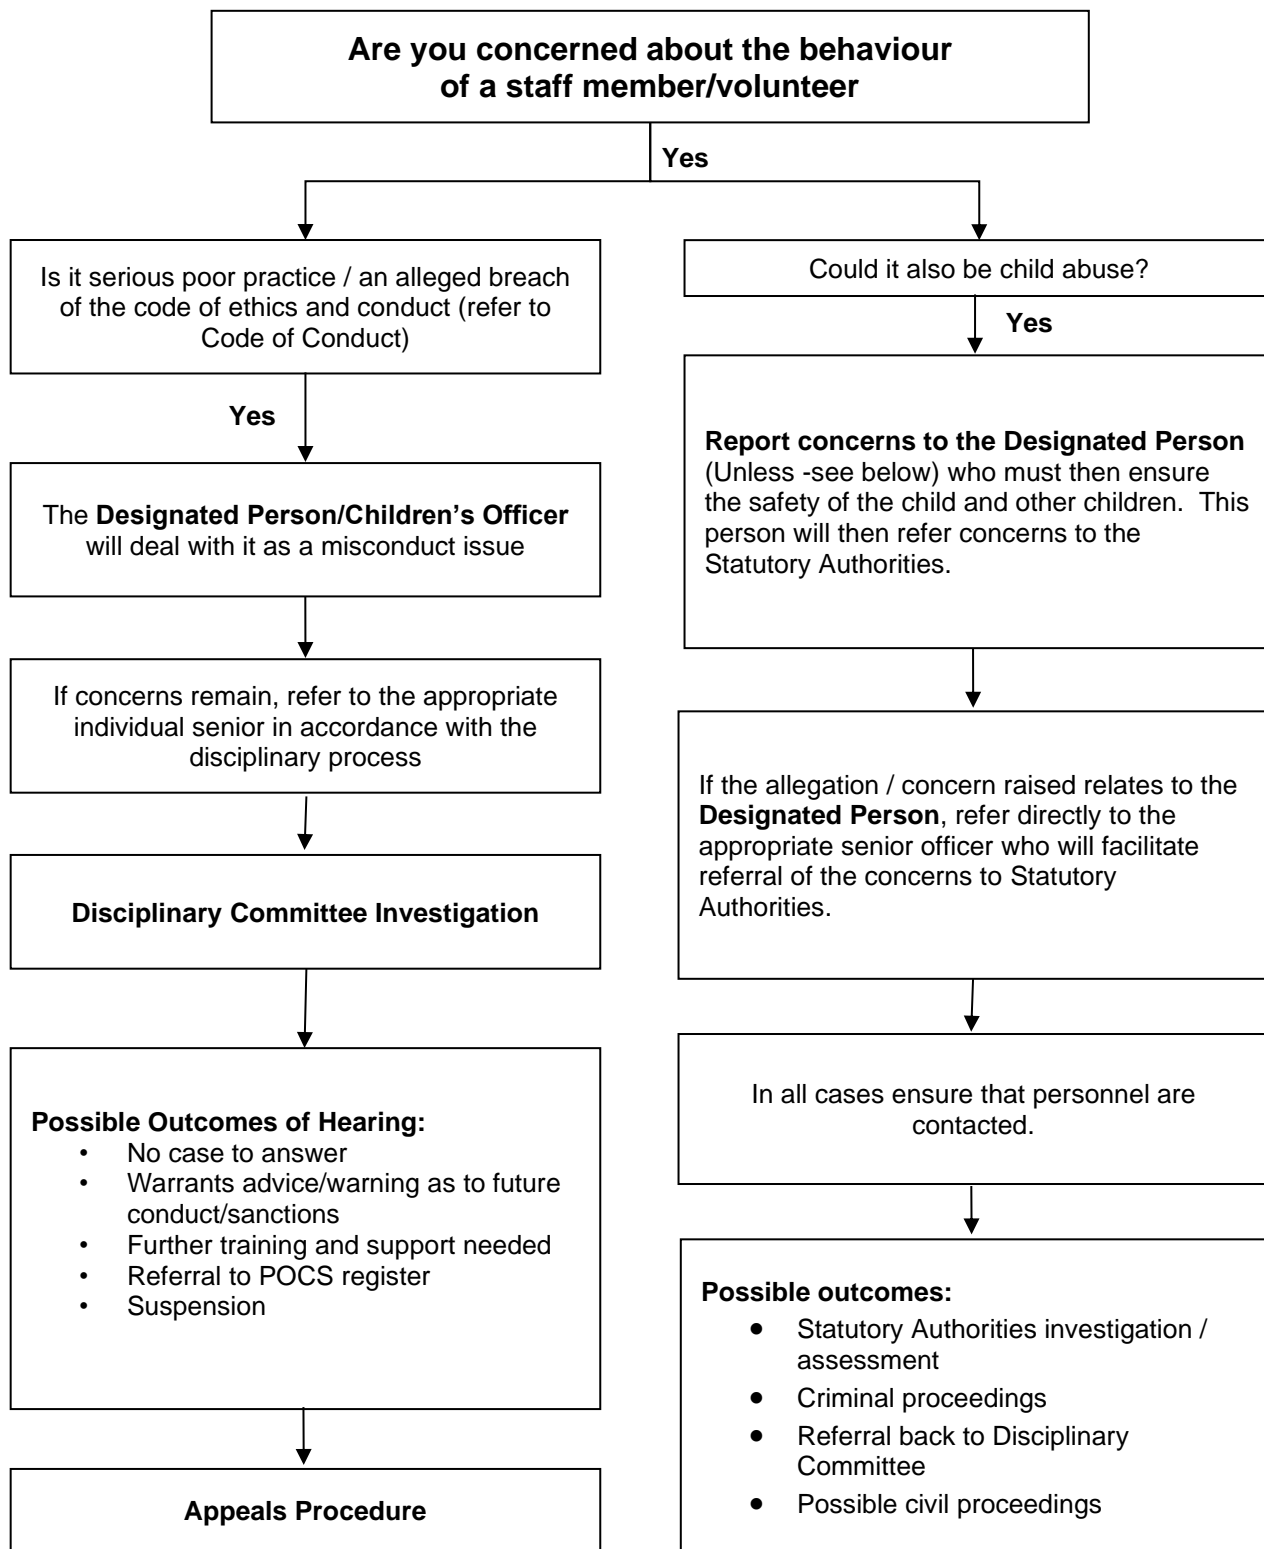 Are you concerned about the behaviour
of a staff member/volunteer
Yes
Is it serious poor practice / an alleged breach
of the code of ethics and conduct (refer to
Code of Conduct)
Yes
The Designated Person/Children's Officer
will deal with it as a misconduct issue
If concerns remain, refer to the appropriate
individual senior in accordance with the
disciplinary process
Disciplinary Committee Investigation
Possible Outcomes of Hearing:
• No case to answer
• Warrants advice/warning as to future
conduct/sanctions
• Further training and support needed
• Referral to POCS register
• Suspension
Appeals Procedure
Could it also be child abuse?
Yes
Report concerns to the Designated Person
(Unless -see below) who must then ensure
the safety of the child and other children. This
person will then refer concerns to the
Statutory Authorities.
If the allegation / concern raised relates to the
Designated Person, refer directly to the
appropriate senior officer who will facilitate
referral of the concerns to Statutory
Authorities.
In all cases ensure that personnel are
contacted.
Possible outcomes:
• Statutory Authorities investigation /
assessment
• Criminal proceedings
• Referral back to Disciplinary
Committee
• Possible civil proceedings